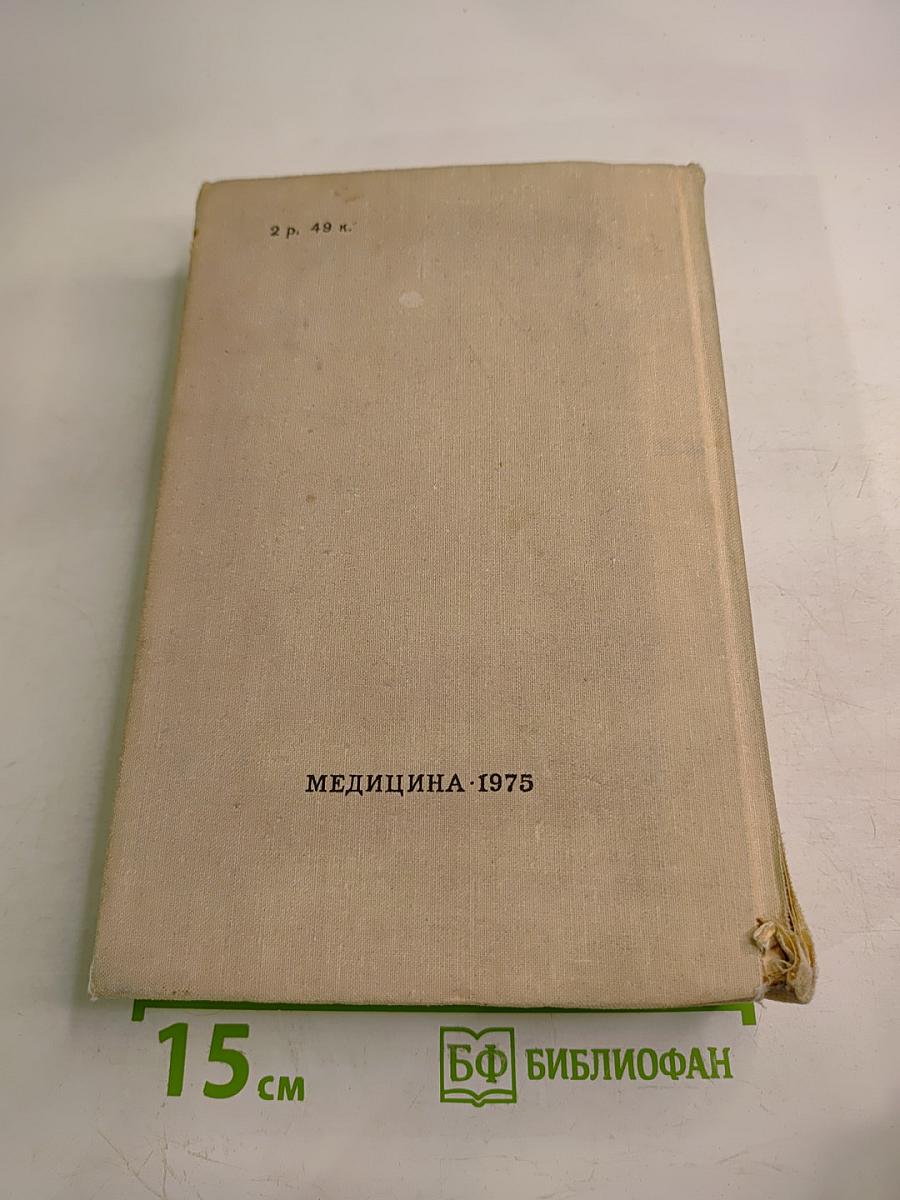 2 р. 49 к.
МЕДИЦИНА · 1975
15 см
БФ БИБЛИОФАН